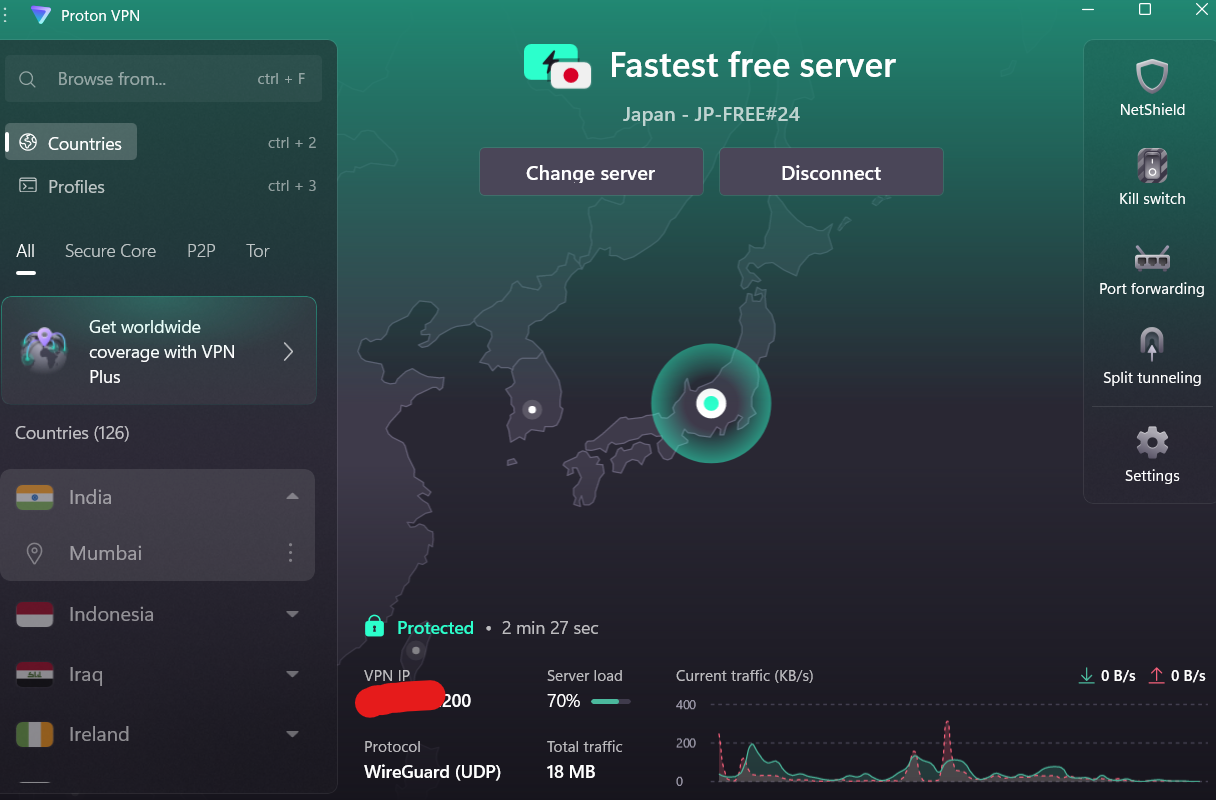 Proton VPN
Browse from...
ctrl + F
Countries
ctrl + 2
Profiles
ctrl + 3
All
Secure Core
P2P
Tor
Get worldwide
coverage with VPN
Plus
Countries (126)
India
Mumbai
Indonesia
Iraq
Ireland
Fastest free server
Japan - JP-FREE#24
Change server
Disconnect
Protected • 2 min 27 sec
VPN IP
.200
Server load
70%
Protocol
WireGuard (UDP)
Total traffic
18 MB
Current traffic (KB/s)
0 B/s
0 B/s
400
200
0
NetShield
Kill switch
Port forwarding
Split tunneling
Settings